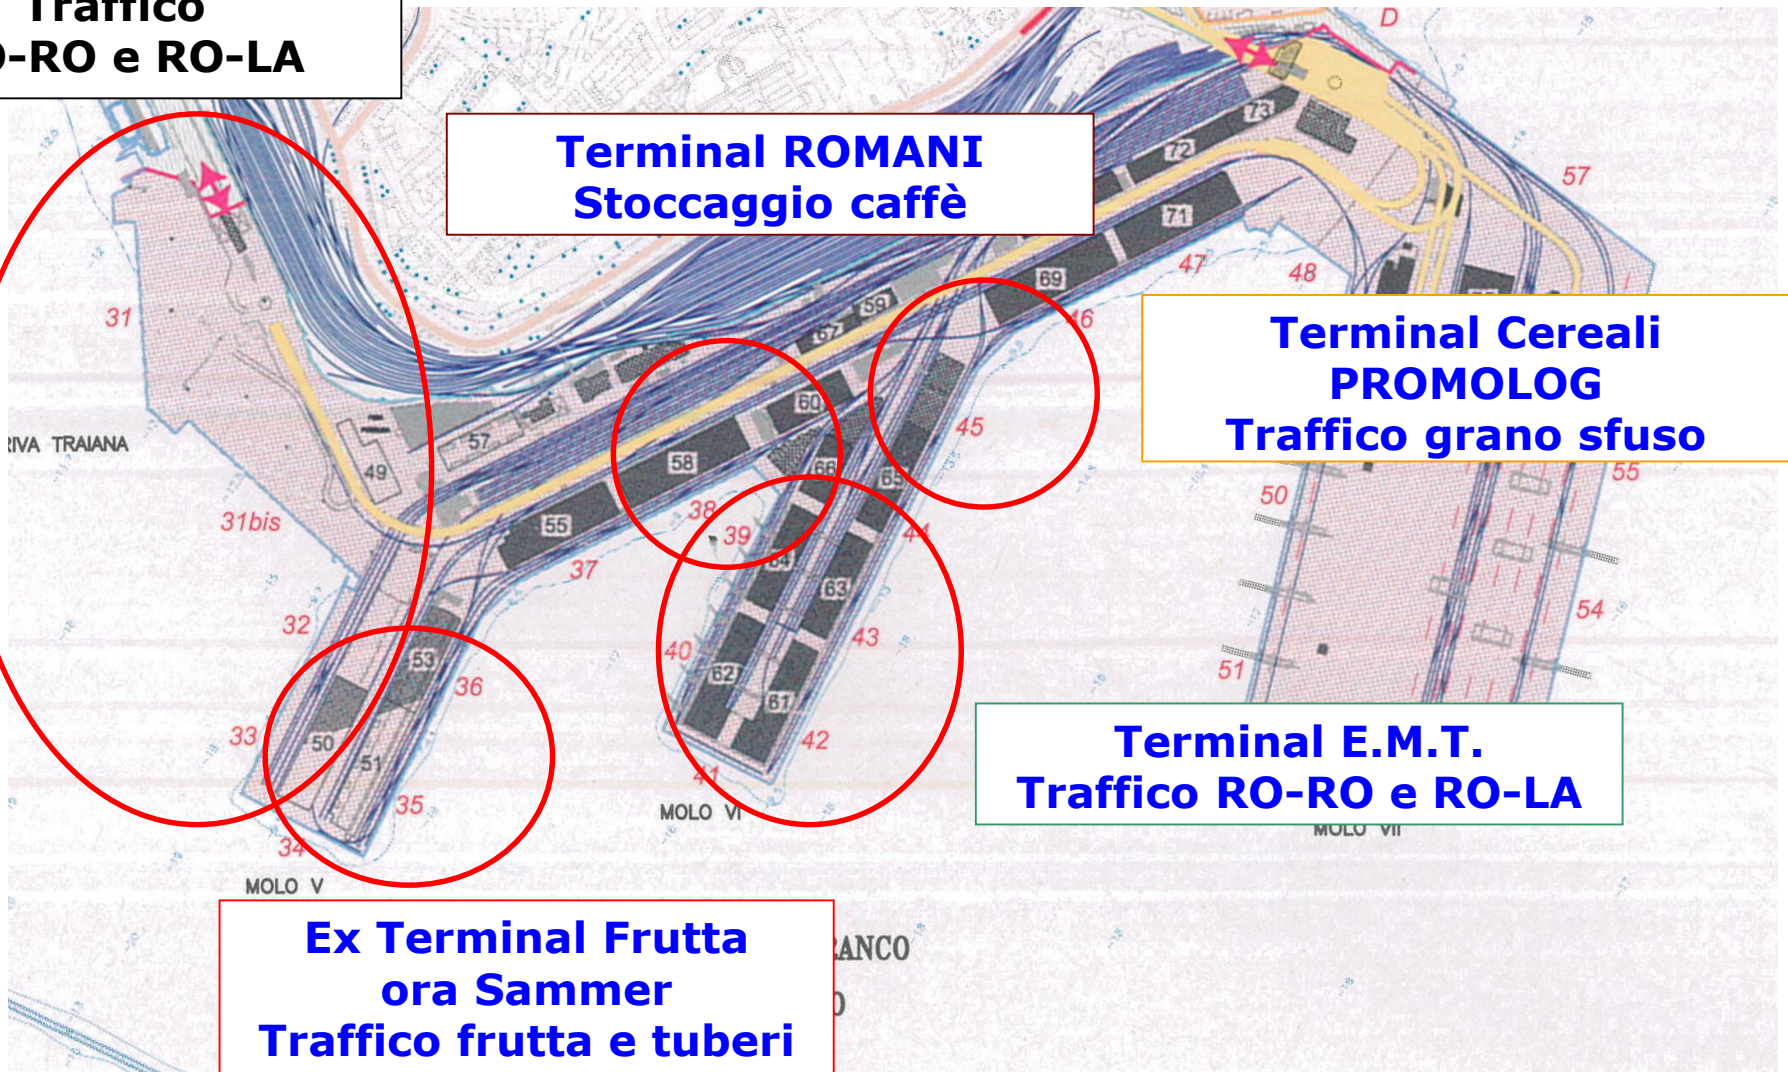 Traffico
O-RO e RO-LA
D
Terminal ROMANI
Stoccaggio caffè
73
72
71
57
47
48
69
46
31
59
67
Terminal Cereali
PROMOLOG
Traffico grano sfuso
RIVA TRAIANA
49
57
60
58
66
65
45
55
50
31bis
55
38
39
44
37
64
63
54
32
40
43
51
53
36
62
61
33
50
51
42
41
35
34
MOLO V
MOLO VI
Terminal E.M.T.
Traffico RO-RO e RO-LA
MOLO VII
Ex Terminal Frutta
ora Sammer
Traffico frutta e tuberi
RANCO
O